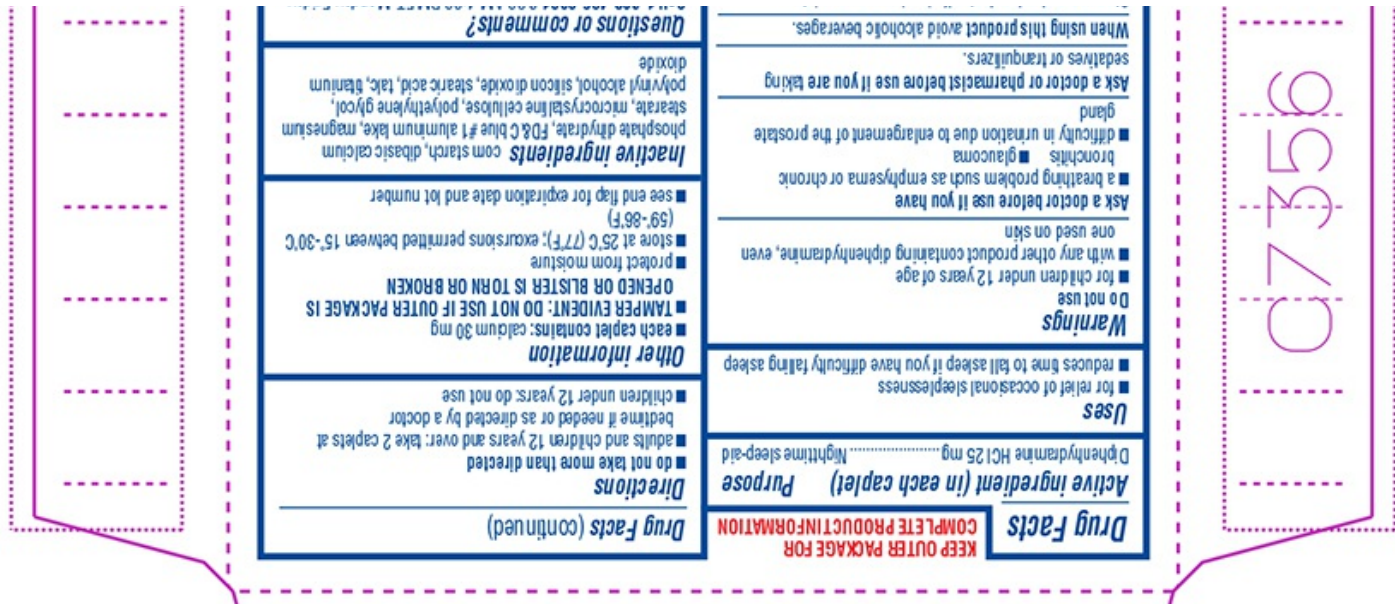 KEEP OUTER PACKAGE FOR
COMPLETE PRODUCT INFORMATION
Drug Facts
Active ingredient (in each caplet) Purpose
Diphenhydramine HCl 25 mg......................Nighttime sleep-aid
Uses
■ for relief of occasional sleeplessness
■ reduces time to fall asleep if you have difficulty falling asleep
Warnings
Do not use
■ for children under 12 years of age
■ with any other product containing diphenhydramine, even
one used on skin
Ask a doctor before use if you have
■ a breathing problem such as emphysema or chronic
bronchitis ■ glaucoma
■ difficulty in urination due to enlargement of the prostate
gland
Ask a doctor or pharmacist before use if you are taking
sedatives or tranquilizers.
When using this product avoid alcoholic beverages.
Drug Facts (continued)
Directions
■ do not take more than directed
■ adults and children 12 years and over: take 2 caplets at
bedtime if needed or as directed by a doctor
■ children under 12 years: do not use
Other information
■ each caplet contains: calcium 30 mg
■ TAMPER EVIDENT: DO NOT USE IF OUTER PACKAGE IS
OPENED OR BLISTER IS TORN OR BROKEN
■ protect from moisture
■ store at 25°C (77°F); excursions permitted between 15°-30°C
(59°-86°F)
■ see end flap for expiration date and lot number
Inactive ingredients corn starch, dibasic calcium
phosphate dihydrate, FD&C blue #1 aluminum lake, magnesium
stearate, microcrystalline cellulose, polyethylene glycol,
polyvinyl alcohol, silicon dioxide, stearic acid, talc, titanium
dioxide
Questions or comments?
C7356